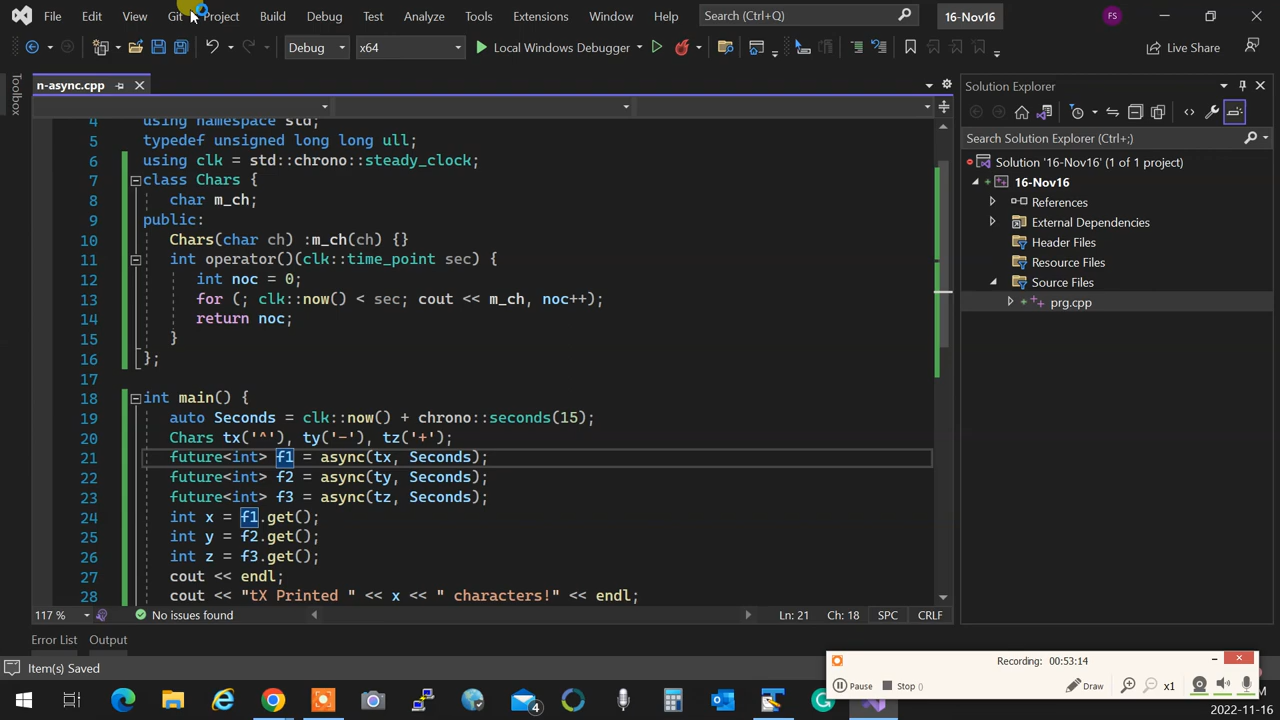 File Edit View Git Project Build Debug Test Analyze Tools Extensions Window Help Search (Ctrl+Q) 16-Nov16 FS
Debug x64 Local Windows Debugger Live Share
Toolbox
n-async.cpp
4 using namespace std;
5 typedef unsigned long long ull;
6 using clk = std::chrono::steady_clock;
7 class Chars {
8 char m_ch;
9 public:
10 Chars(char ch) :m_ch(ch) {}
11 int operator()(clk::time_point sec) {
12 int noc = 0;
13 for (; clk::now() < sec; cout << m_ch, noc++);
14 return noc;
15 }
16 };
17
18 int main() {
19 auto Seconds = clk::now() + chrono::seconds(15);
20 Chars tx('^'), ty('-'), tz('+');
21 future<int> f1 = async(tx, Seconds);
22 future<int> f2 = async(ty, Seconds);
23 future<int> f3 = async(tz, Seconds);
24 int x = f1.get();
25 int y = f2.get();
26 int z = f3.get();
27 cout << endl;
28 cout << "tX Printed " << x << " characters!" << endl;
117 % No issues found Ln: 21 Ch: 18 SPC CRLF
Error List Output
Item(s) Saved
Solution Explorer
Search Solution Explorer (Ctrl+;)
Solution '16-Nov16' (1 of 1 project)
16-Nov16
References
External Dependencies
Header Files
Resource Files
Source Files
prg.cpp
Recording: 00:53:14
Pause Stop () Draw x1
4
2022-11-16